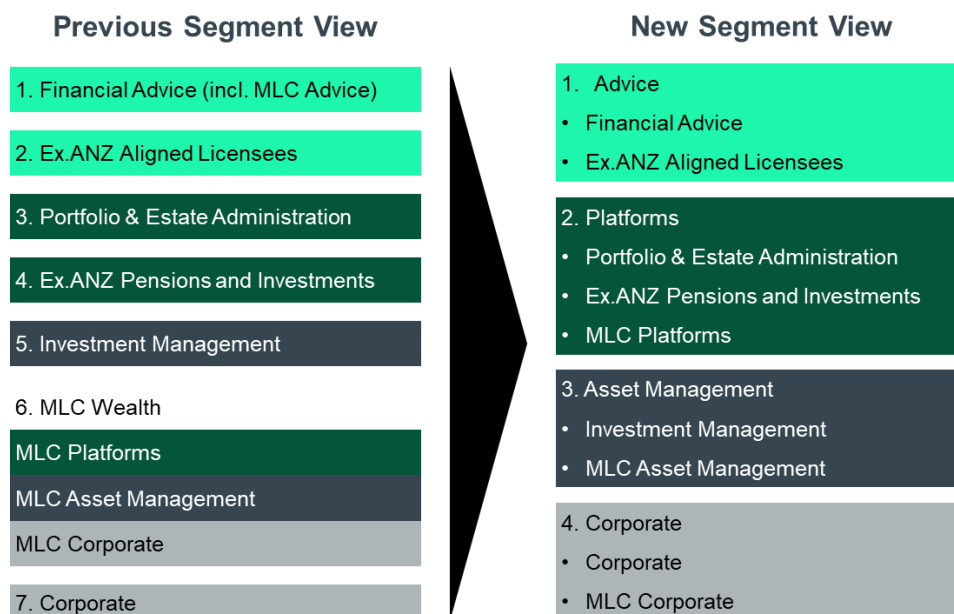 Previous Segment View
1. Financial Advice (incl. MLC Advice)
2. Ex.ANZ Aligned Licensees
3. Portfolio & Estate Administration
4. Ex.ANZ Pensions and Investments
5. Investment Management
6. MLC Wealth
MLC Platforms
MLC Asset Management
MLC Corporate
7. Corporate
New Segment View
1. Advice
• Financial Advice
• Ex.ANZ Aligned Licensees
2. Platforms
• Portfolio & Estate Administration
• Ex.ANZ Pensions and Investments
• MLC Platforms
3. Asset Management
• Investment Management
• MLC Asset Management
4. Corporate
• Corporate
• MLC Corporate